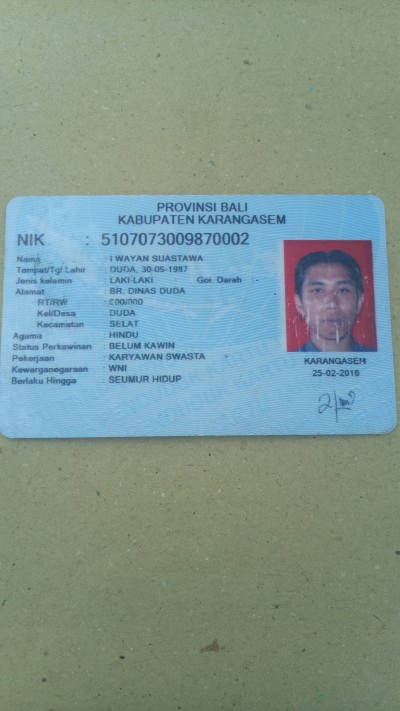 PROVINSI BALI
KABUPATEN KARANGASEM
NIK : 5107073009870002
Nama : I WAYAN SUASTAWA
Tempat/Tgl Lahir : DUDA, 30-09-1987
Jenis kelamin : LAKI-LAKI Gol. Darah :-
Alamat : BR. DINAS DUDA
RT/RW : 000/000
Kel/Desa : DUDA
Kecamatan : SELAT
Agama : HINDU
Status Perkawinan : BELUM KAWIN
Pekerjaan : KARYAWAN SWASTA
Kewarganegaraan : WNI
Berlaku Hingga : SEUMUR HIDUP
KARANGASEM
25-02-2016